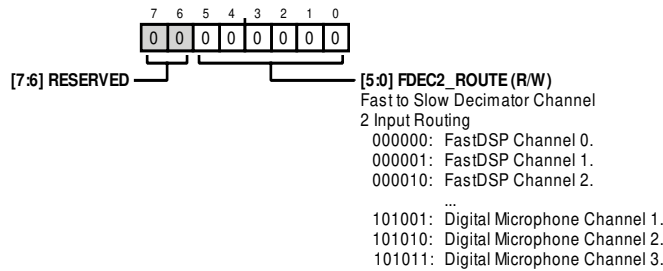 7 6 5 4 3 2 1 0
0 0 0 0 0 0 0 0
[7:6] RESERVED
[5:0] FDEC2_ROUTE (R/W)
Fast to Slow Decimator Channel
2 Input Routing
000000: FastDSP Channel 0.
000001: FastDSP Channel 1.
000010: FastDSP Channel 2.
...
101001: Digital Microphone Channel 1.
101010: Digital Microphone Channel 2.
101011: Digital Microphone Channel 3.